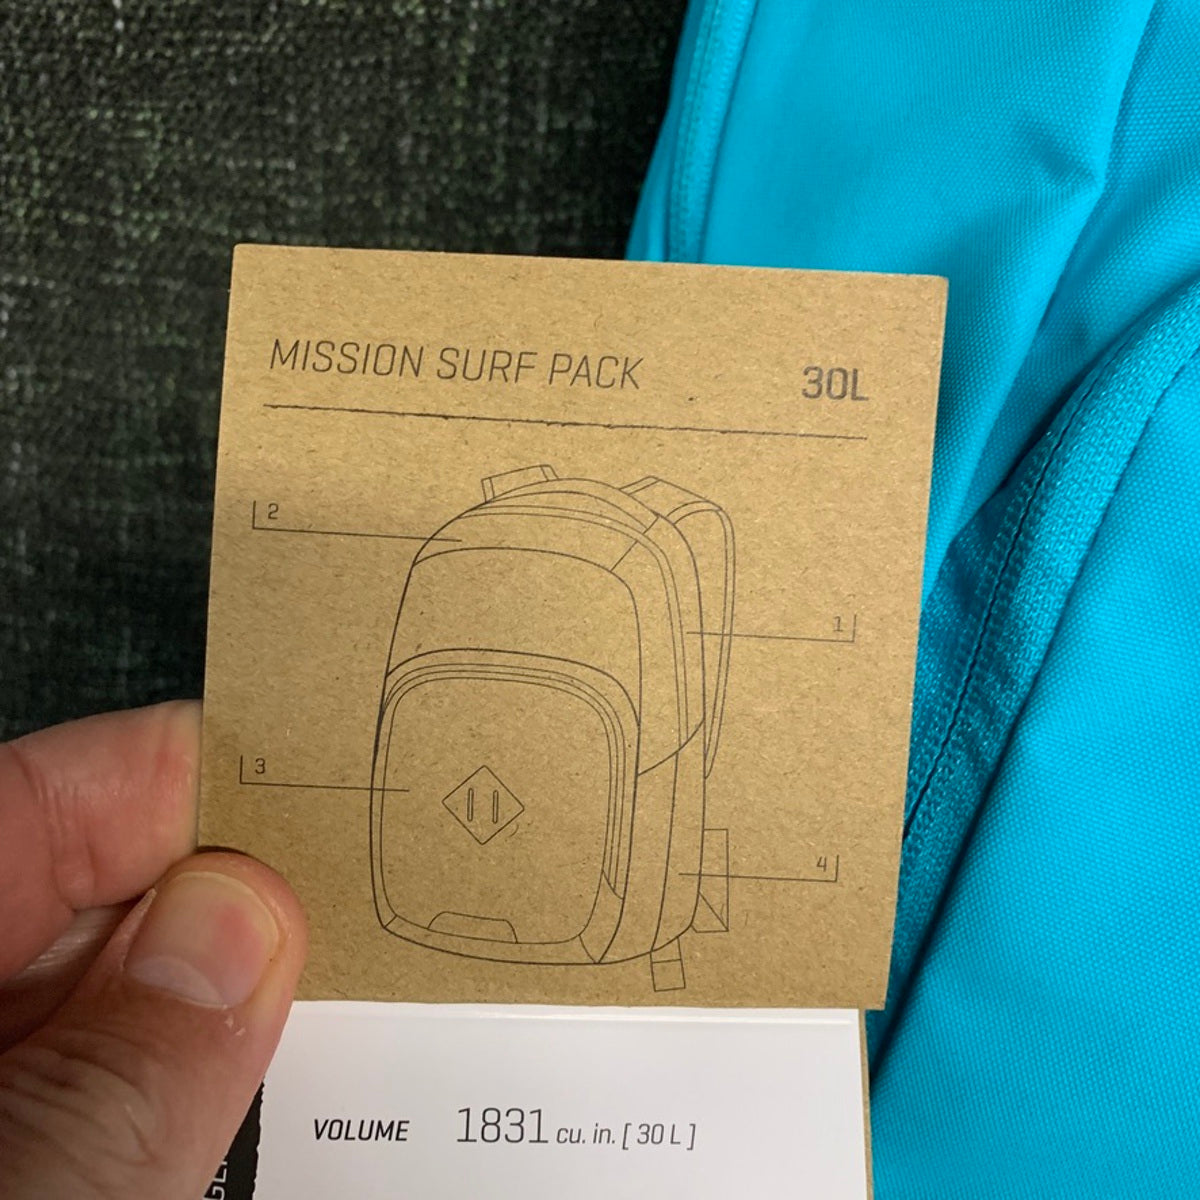 MISSION SURF PACK 30L
2
1
3
4
VOLUME 1831 cu. in. [ 30 L ]